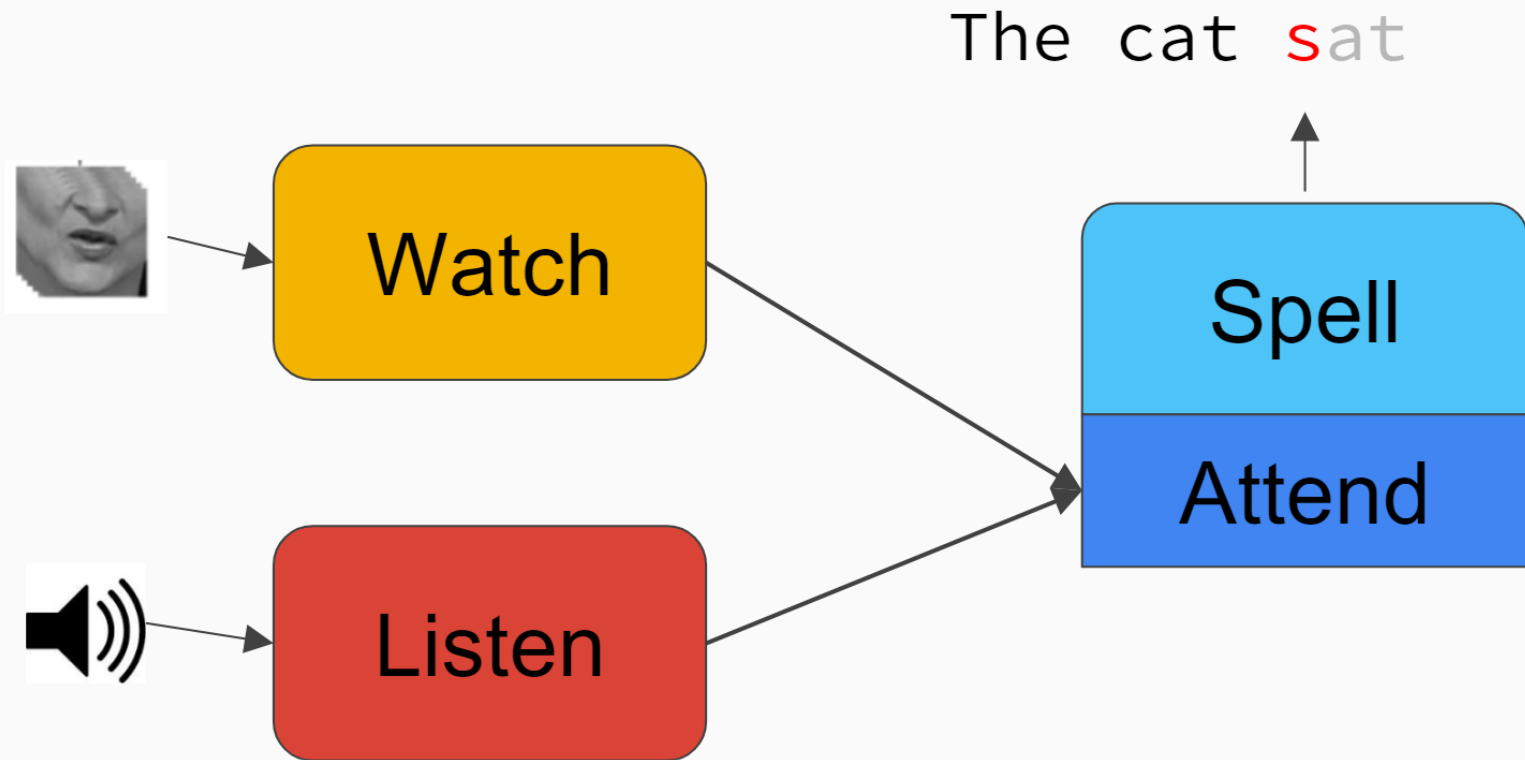 The cat sat
Watch
Spell
Attend
Listen